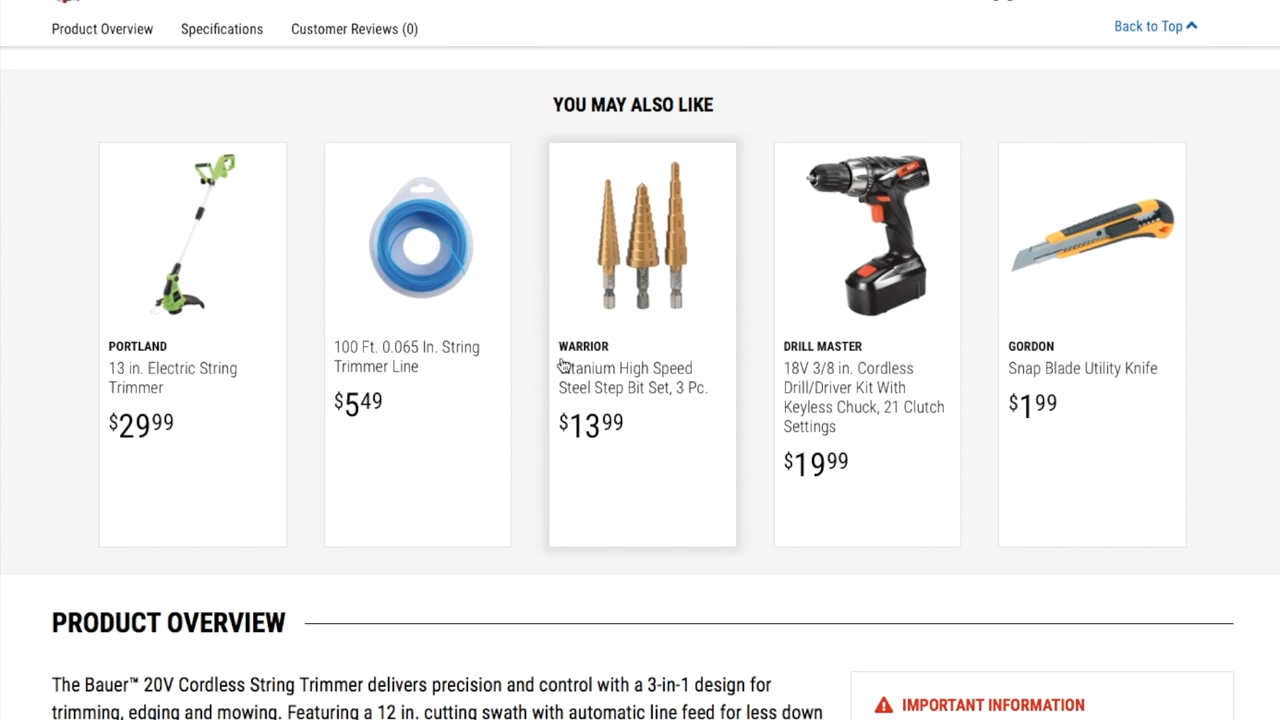 Product Overview Specifications Customer Reviews (0) Back to Top
YOU MAY ALSO LIKE
PORTLAND
13 in. Electric String
Trimmer
$29.99
100 Ft. 0.065 In. String
Trimmer Line
$5.49
WARRIOR
Titanium High Speed
Steel Step Bit Set, 3 Pc.
$13.99
DRILL MASTER
18V 3/8 in. Cordless
Drill/Driver Kit With
Keyless Chuck, 21 Clutch
Settings
$19.99
GORDON
Snap Blade Utility Knife
$1.99
PRODUCT OVERVIEW
The Bauer™ 20V Cordless String Trimmer delivers precision and control with a 3-in-1 design for
trimming, edging and mowing. Featuring a 12 in. cutting swath with automatic line feed for less down
IMPORTANT INFORMATION